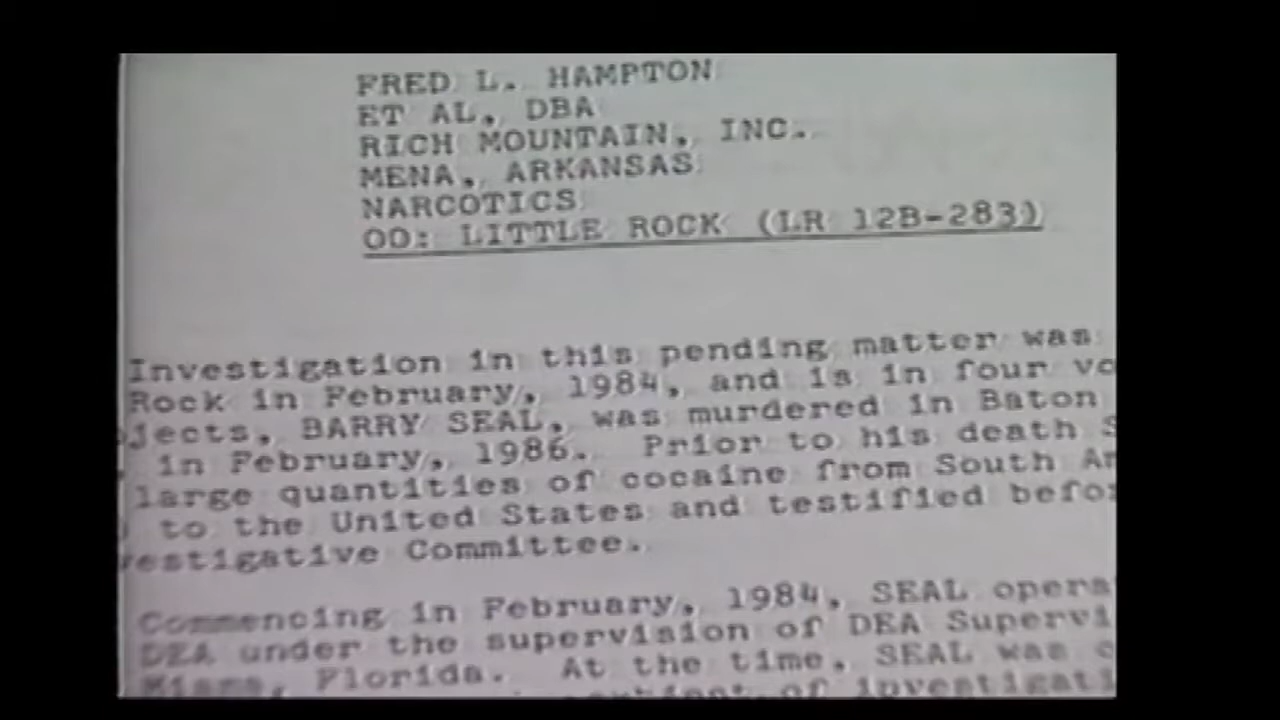 FRED L. HAMPTON
ET AL, DBA
RICH MOUNTAIN, INC.
MENA, ARKANSAS
NARCOTICS
OO: LITTLE ROCK (LR 12B-283)
Investigation in this pending matter was
Rock in February, 1984, and is in four vo
jects, BARRY SEAL, was murdered in Baton
in February, 1986. Prior to his death S
large quantities of cocaine from South Am
to the United States and testified befor
vestigative Committee.
Commencing in February, 1984, SEAL opera
DEA under the supervision of DEA Supervi
Miami, Florida. At the time, SEAL was
of investigati